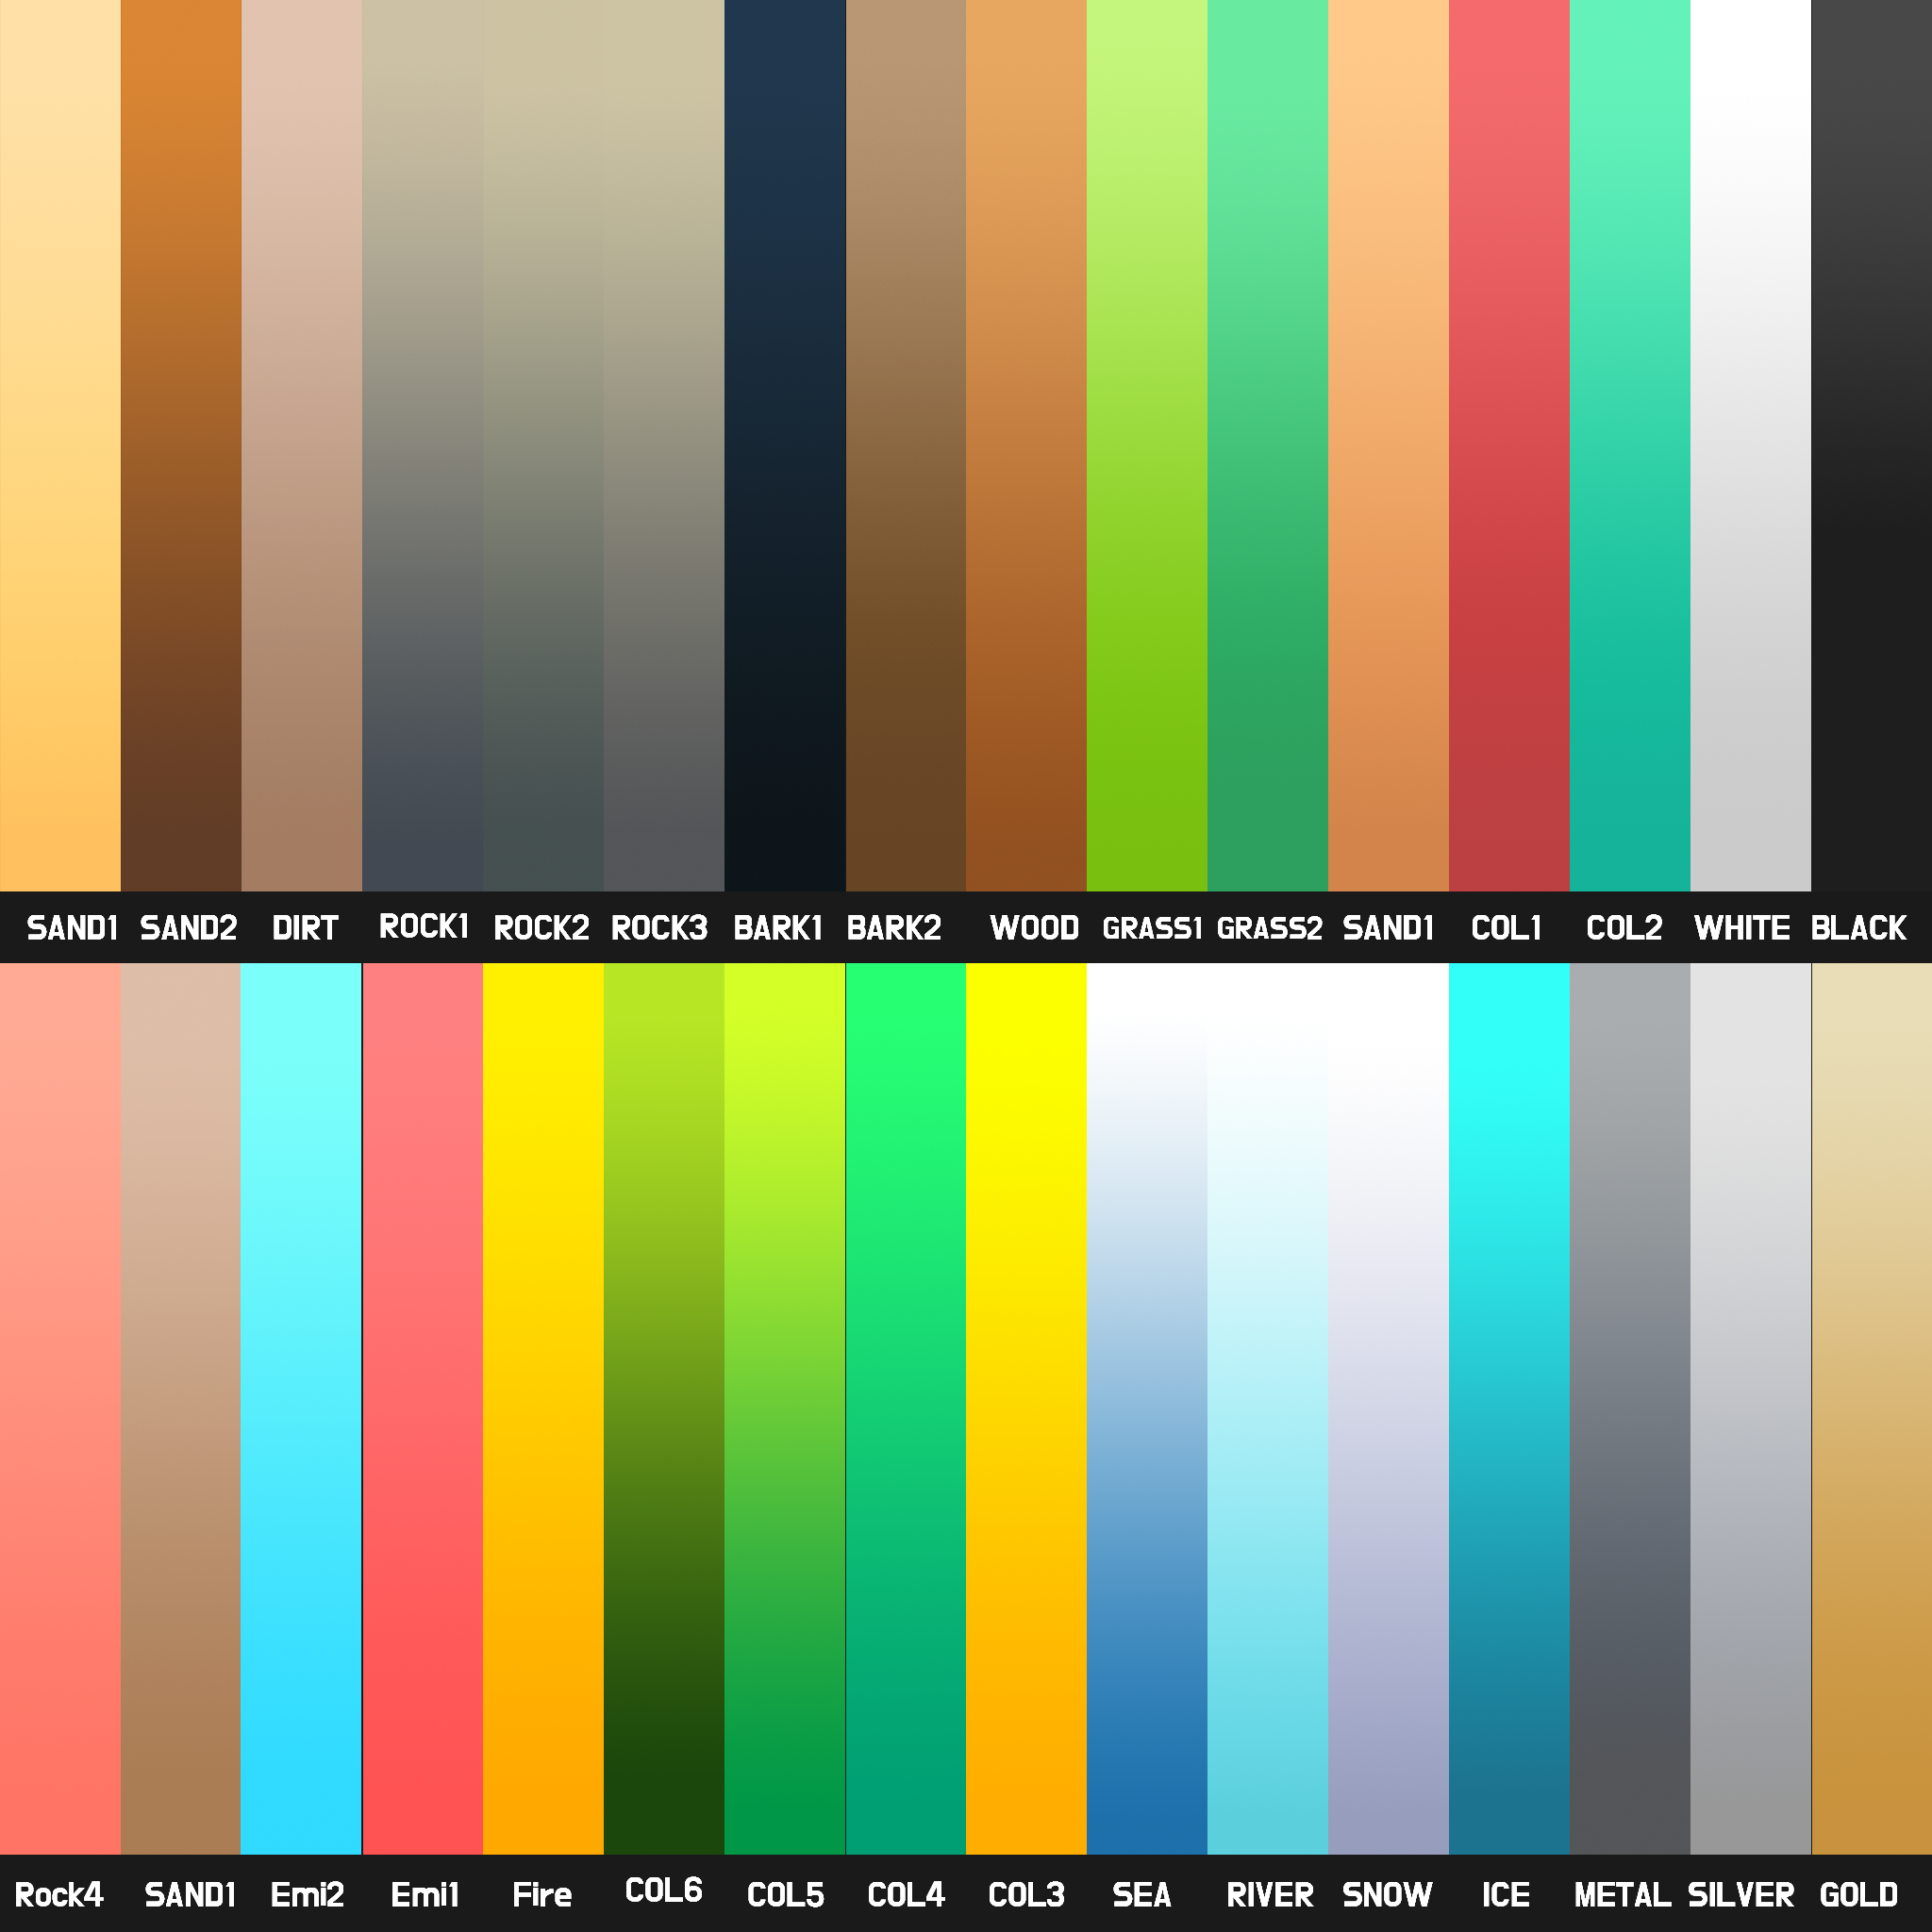 SAND1 SAND2 DIRT ROCK1 ROCK2 ROCK3 BARK1 BARK2 WOOD GRASS1 GRASS2 SAND1 COL1 COL2 WHITE BLACK
Rock4 SAND1 Emi2 Emi1 Fire COL6 COL5 COL4 COL3 SEA RIVER SNOW ICE METAL SILVER GOLD